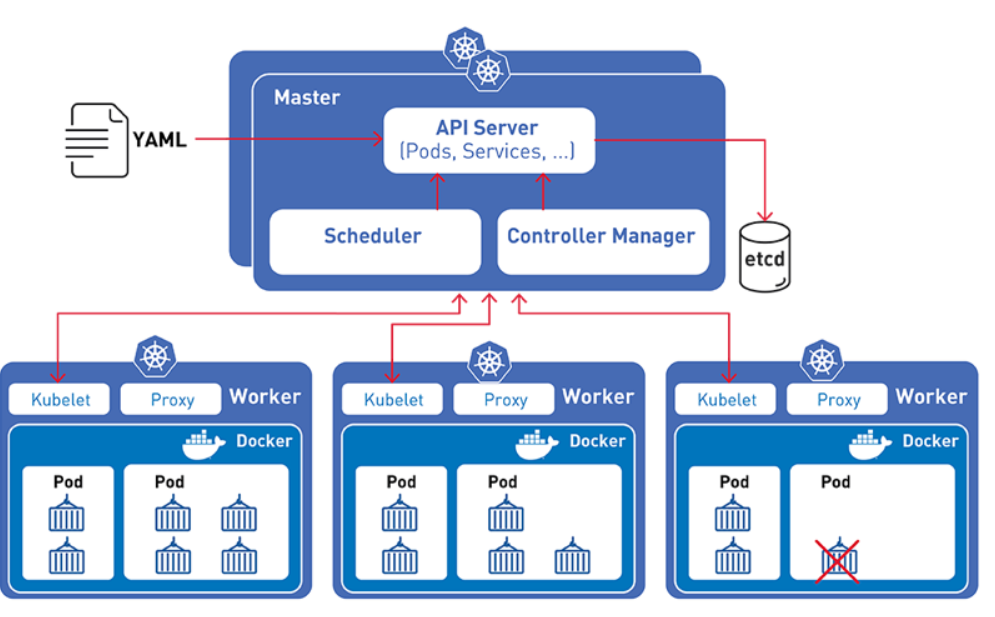 Master
API Server
(Pods, Services, ...)
YAML
Scheduler
Controller Manager
etcd
Kubelet
Proxy
Worker
Docker
Pod
Pod
Kubelet
Proxy
Worker
Docker
Pod
Pod
Kubelet
Proxy
Worker
Docker
Pod
Pod